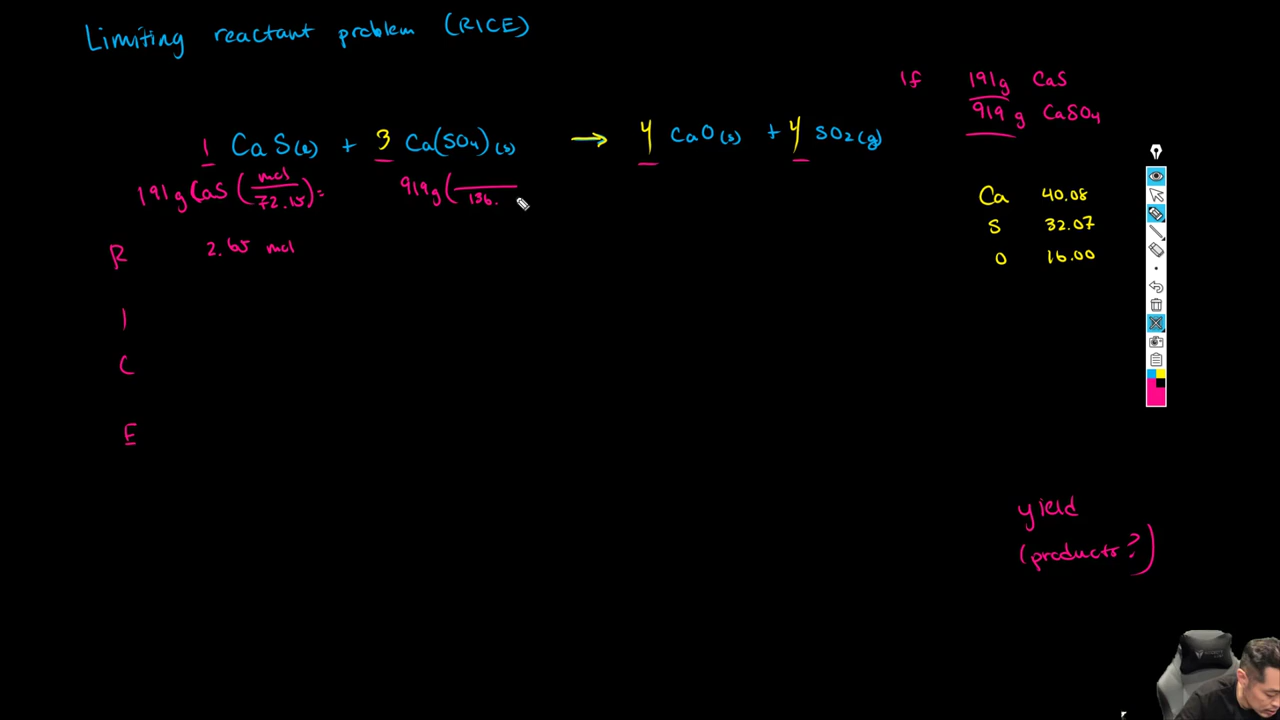 Limiting reactant problem (RICE)
If 191g CaS
919 g CaSO4
1 CaS(s) + 3 Ca(SO4)(s) → 4 CaO(s) + 4 SO2(g)
191g CaS (mol/72.15) = 919g( /136.
Ca 40.08
S 32.07
O 16.00
R 2.65 mol
I
C
E
yield
(products?)